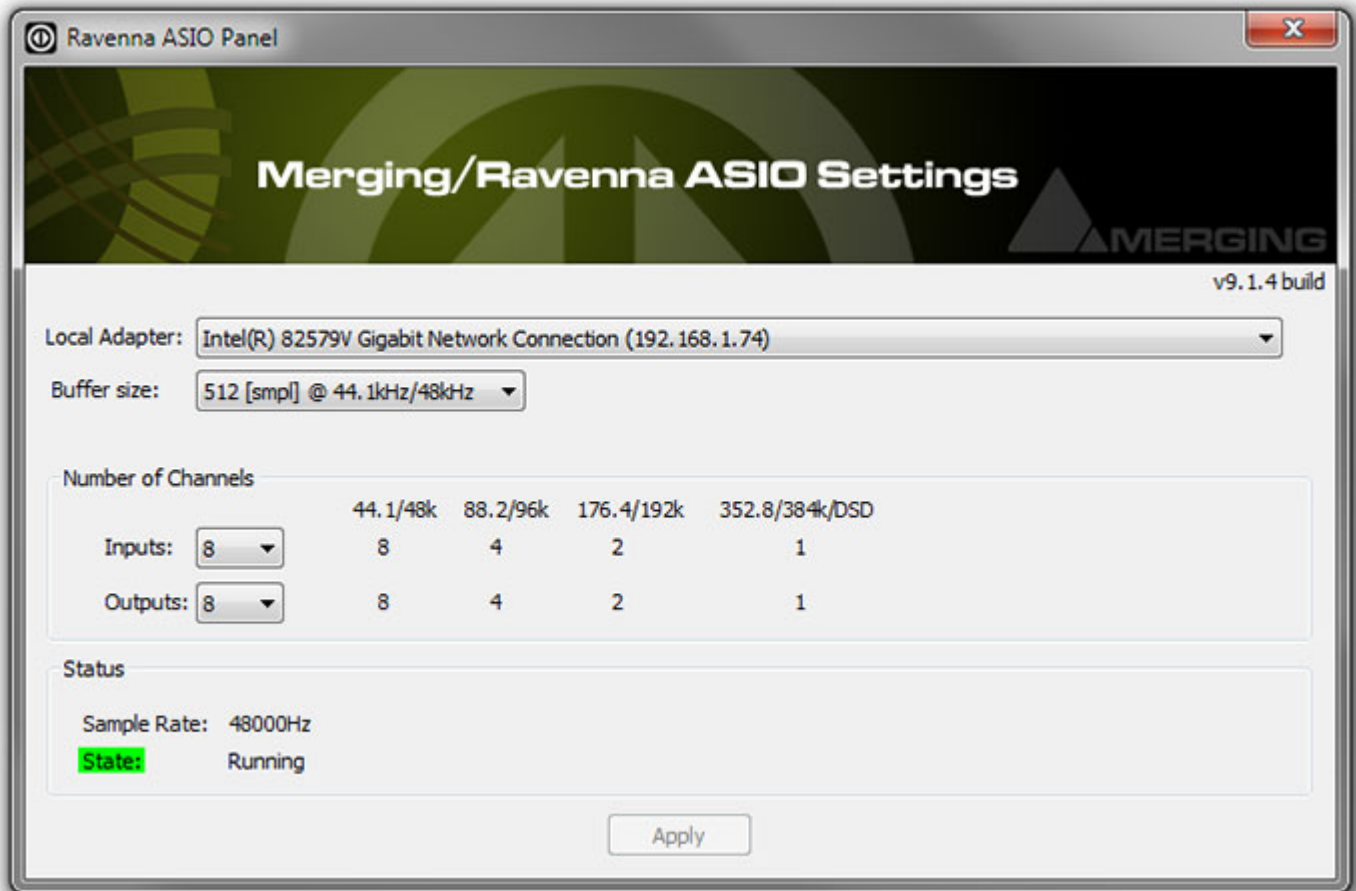 Ravenna ASIO Panel
Merging/Ravenna ASIO Settings
MERGING
v9.1.4 build
Local Adapter: Intel(R) 82579V Gigabit Network Connection (192.168.1.74)
Buffer size: 512 [smpl] @ 44.1kHz/48kHz
Number of Channels
44.1/48k 88.2/96k 176.4/192k 352.8/384k/DSD
Inputs: 8 8 4 2 1
Outputs: 8 8 4 2 1
Status
Sample Rate: 48000Hz
State: Running
Apply